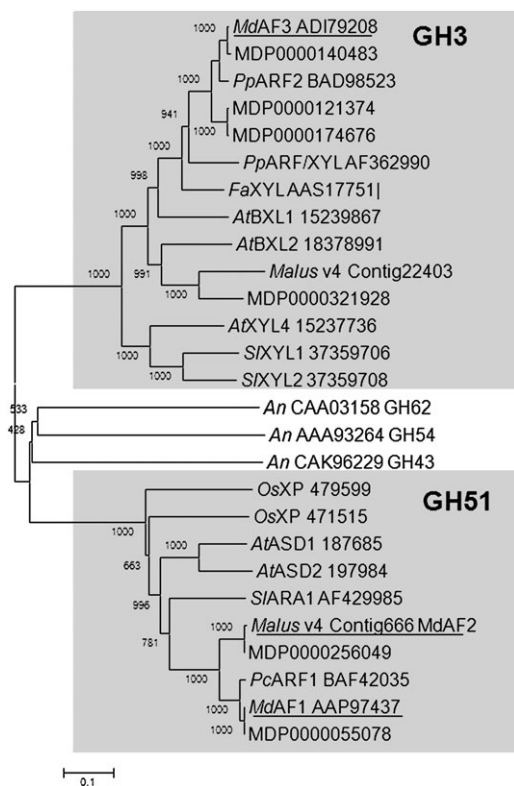 GH3
MdAF3 ADI79208
MDP0000140483
PpARF2 BAD98523
MDP0000121374
MDP0000174676
PpARF/XYLAF362990
FaXYLAAS17751|
AtBXL1 15239867
AtBXL2 18378991
Malus v4 Contig22403
MDP0000321928
AtXYL4 15237736
SlXYL1 37359706
SlXYL2 37359708
An CAA03158 GH62
An AAA93264 GH54
An CAK96229 GH43
GH51
OsXP 479599
OsXP 471515
AtASD1 187685
AtASD2 197984
SlARA1 AF429985
Malus v4 Contig666 MdAF2
MDP0000256049
PcARF1 BAF42035
MdAF1 AAP97437
MDP0000055078
1000
1000
941
1000
1000
998
1000
1000
991
1000
1000
1000
533
428
1000
1000
663
996
781
1000
1000
1000
1000
0.1